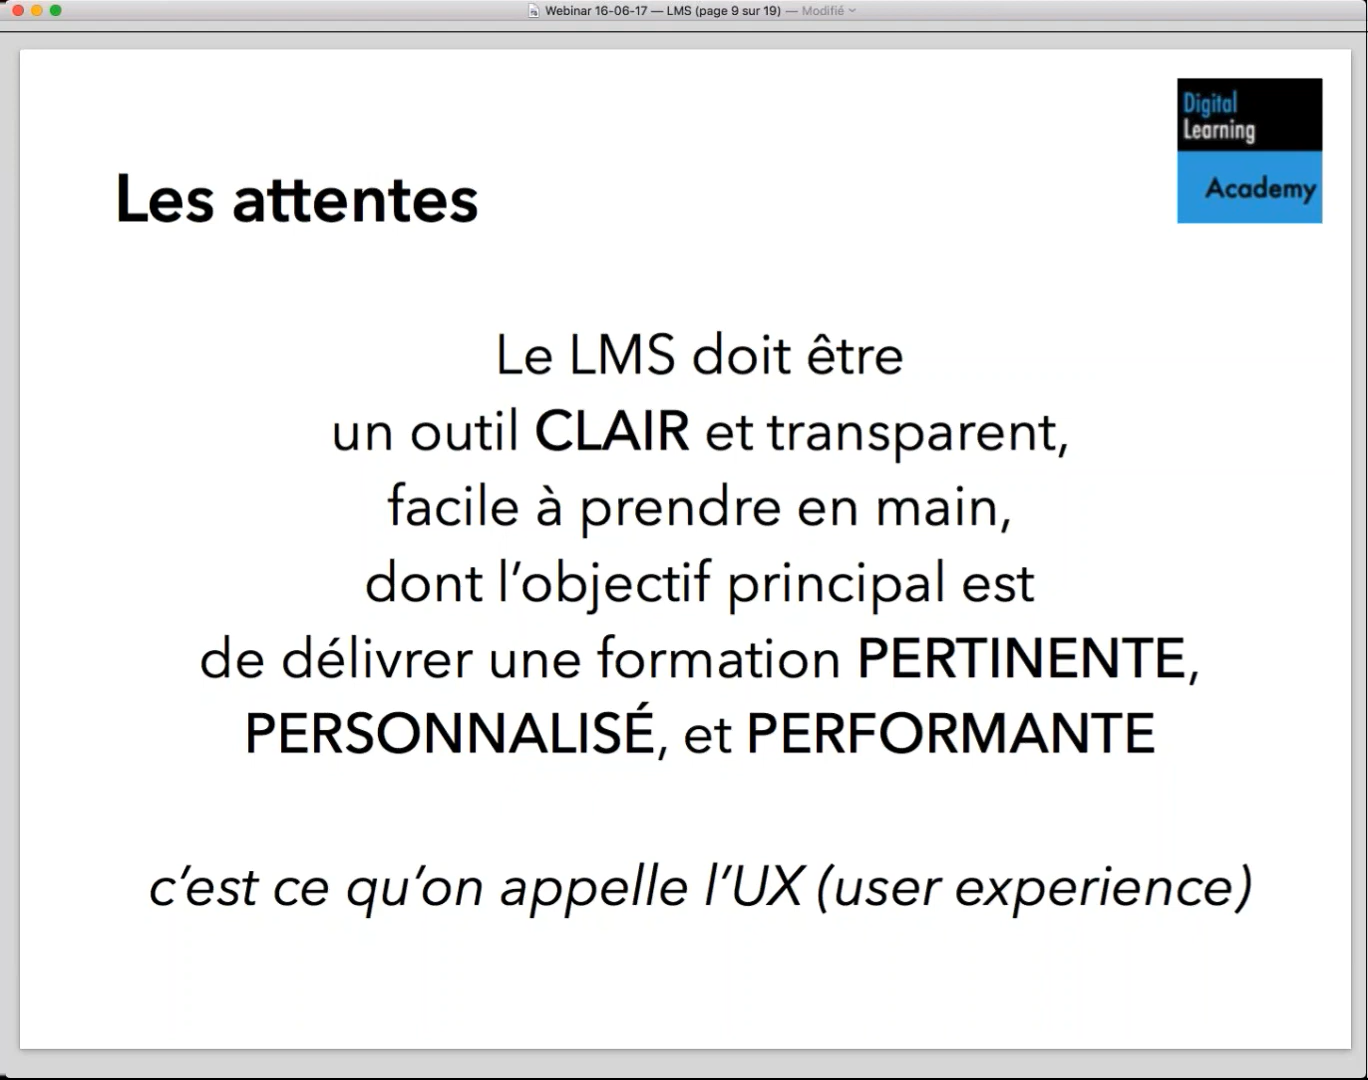 Webinar 16-06-17 — LMS (page 9 sur 19) — Modifié
Digital
Learning
Academy
Les attentes
Le LMS doit être
un outil CLAIR et transparent,
facile à prendre en main,
dont l’objectif principal est
de délivrer une formation PERTINENTE,
PERSONNALISÉ, et PERFORMANTE
c’est ce qu’on appelle l’UX (user experience)